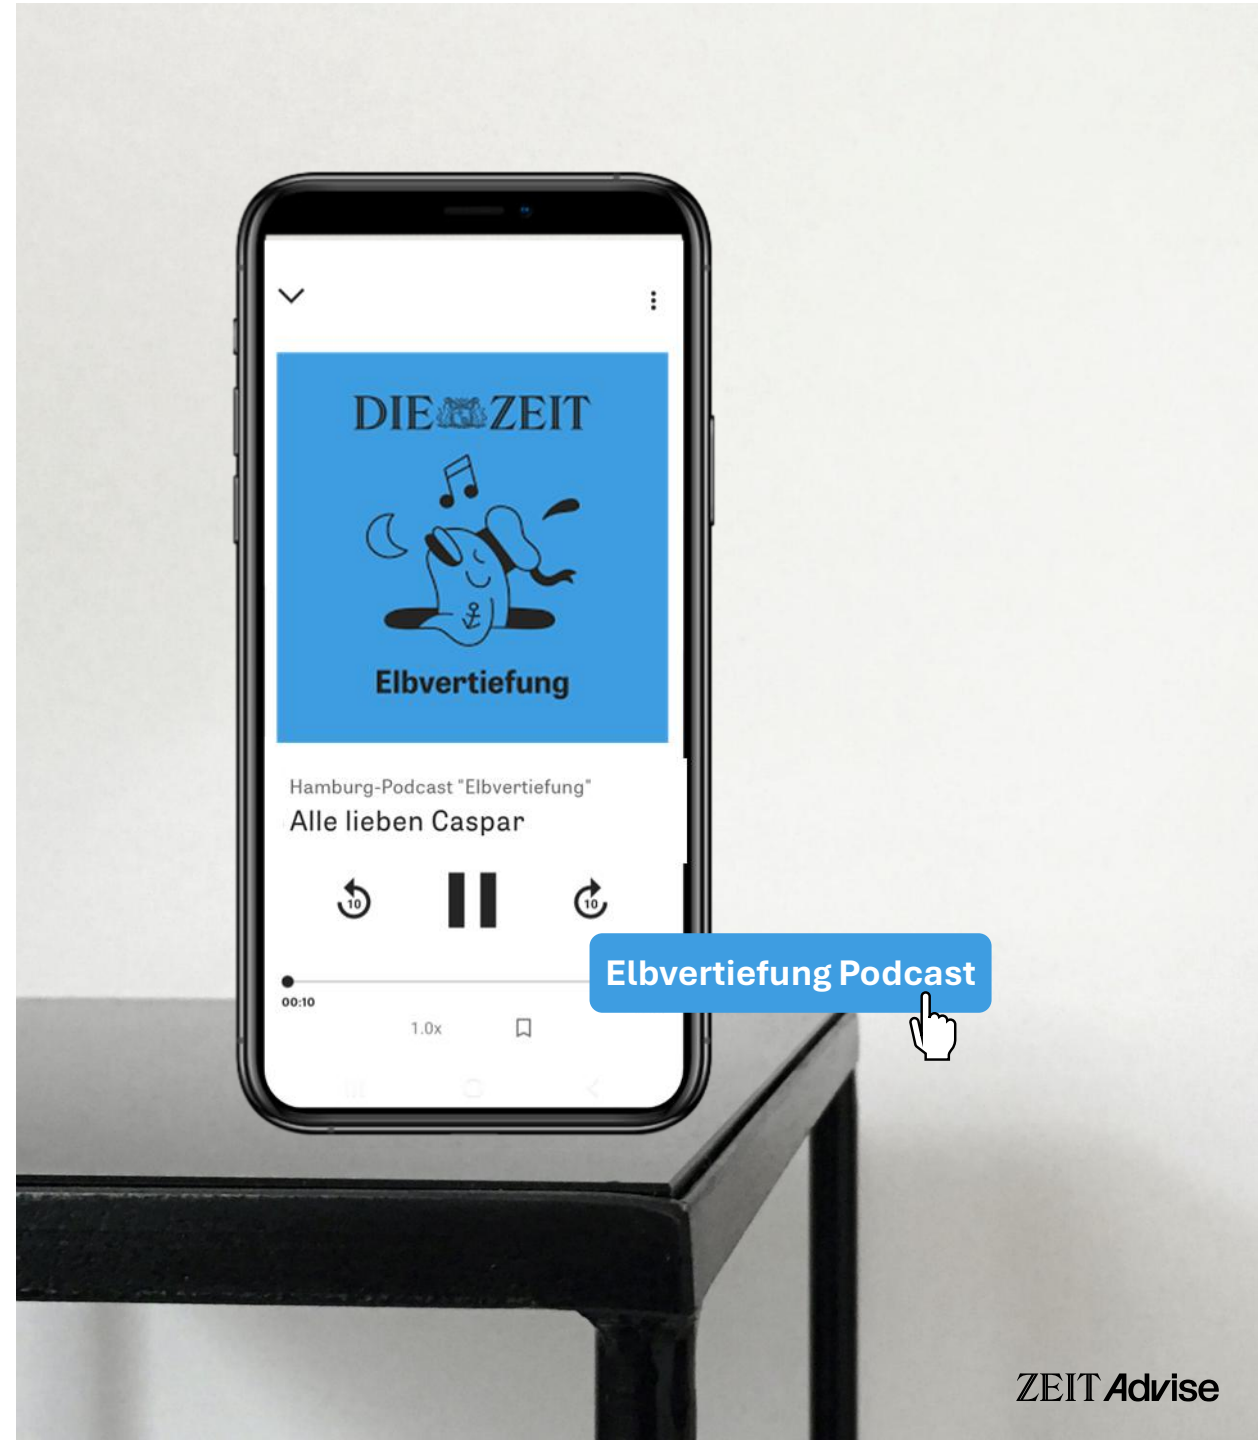 DIE ZEIT
Elbvertiefung
Hamburg-Podcast "Elbvertiefung"
Alle lieben Caspar
10
10
Elbvertiefung Podcast
00:10
1.0x
ZEIT Advise